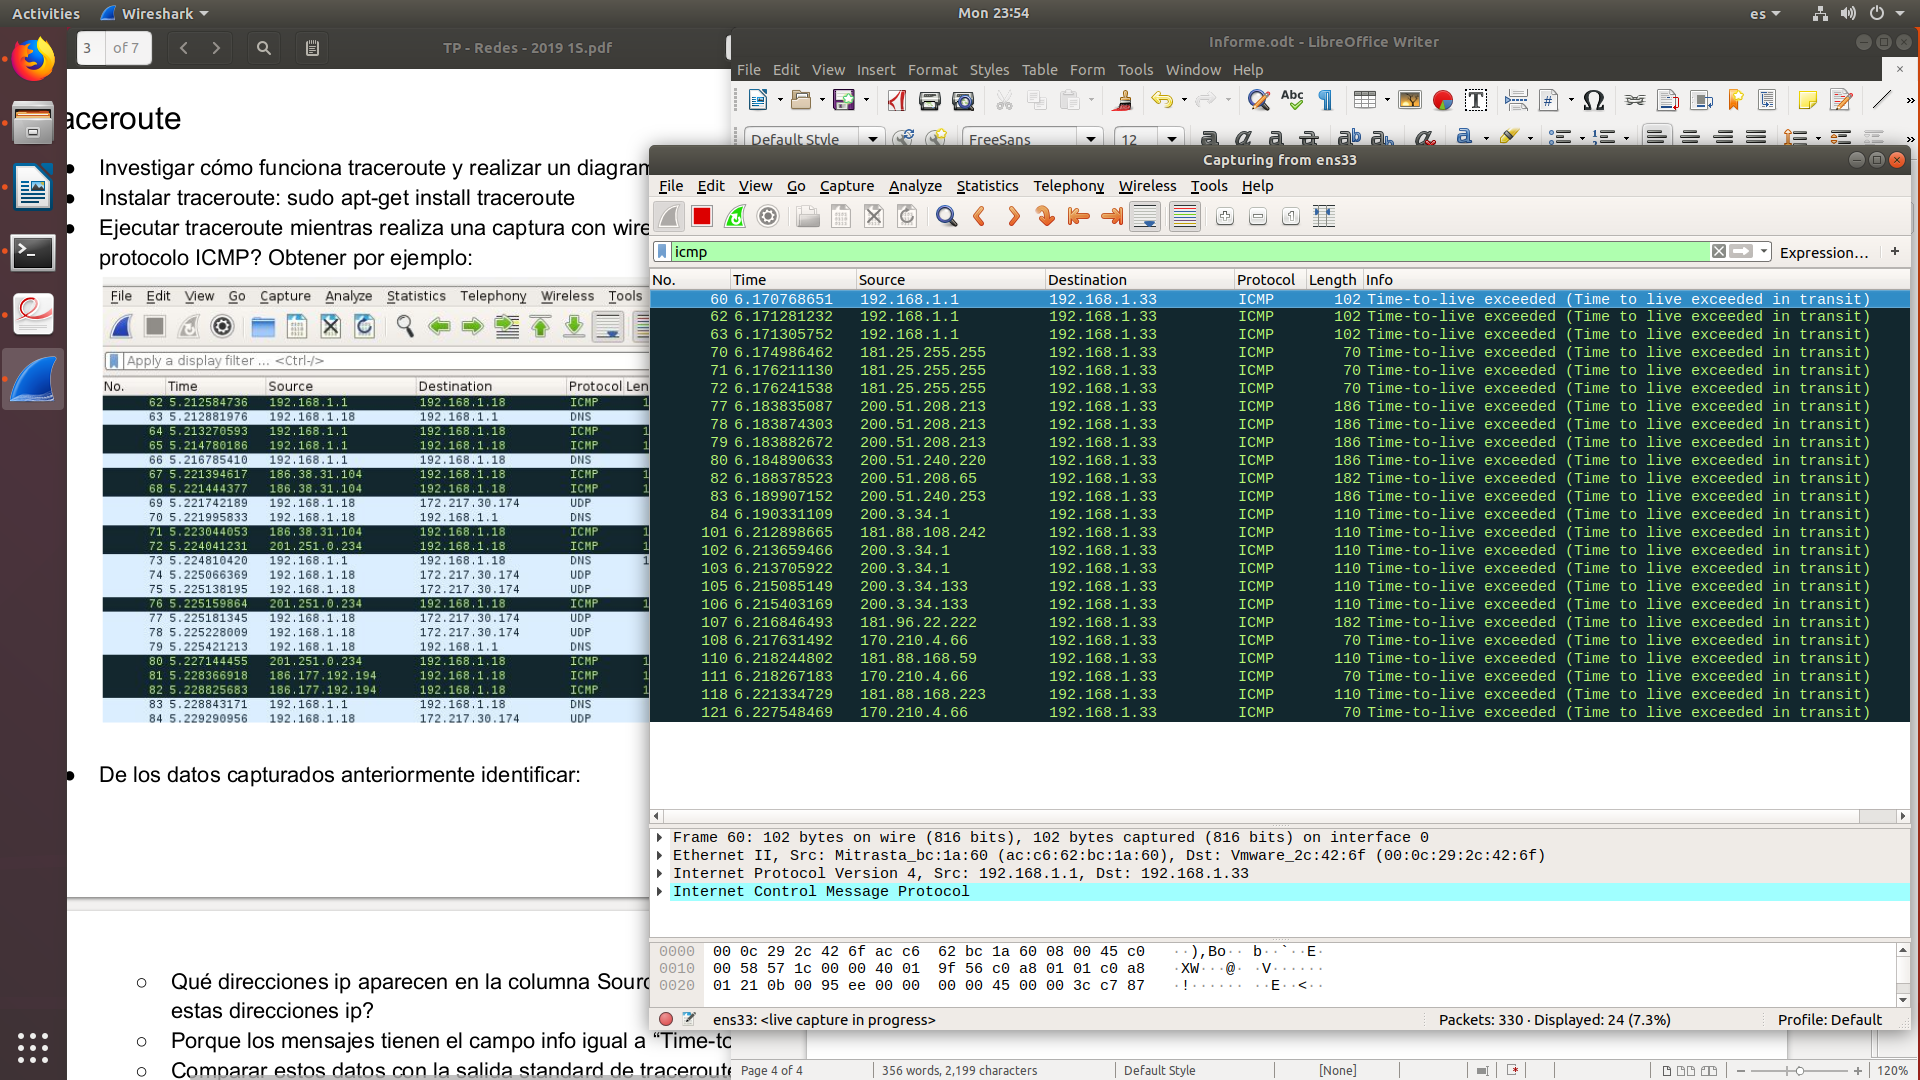 Activities
Wireshark
Mon 23:54
es
3
of 7
TP - Redes - 2019 1S.pdf
aceroute
Investigar cómo funciona traceroute y realizar un diagram
Instalar traceroute: sudo apt-get install traceroute
Ejecutar traceroute mientras realiza una captura con wire
protocolo ICMP? Obtener por ejemplo:
File Edit View Go Capture Analyze Statistics Telephony Wireless Tools
Apply a display filter ... <Ctrl-/>
No. Time Source Destination Protocol Len
62 5.212584736 192.168.1.1 192.168.1.18 ICMP 1
63 5.212881976 192.168.1.18 192.168.1.1 DNS
64 5.213270593 192.168.1.1 192.168.1.18 ICMP 1
65 5.214780186 192.168.1.1 192.168.1.18 ICMP 1
66 5.216785410 192.168.1.1 192.168.1.18 DNS
67 5.221394617 186.38.31.104 192.168.1.18 ICMP 1
68 5.221444377 186.38.31.104 192.168.1.18 ICMP 1
69 5.221742189 192.168.1.18 172.217.30.174 UDP
70 5.221995833 192.168.1.18 192.168.1.1 DNS
71 5.223044053 186.38.31.104 192.168.1.18 ICMP 1
72 5.224041231 201.251.0.234 192.168.1.18 ICMP 1
73 5.224810420 192.168.1.1 192.168.1.18 DNS 1
74 5.225066369 192.168.1.18 172.217.30.174 UDP
75 5.225138195 192.168.1.18 172.217.30.174 UDP
76 5.225159864 201.251.0.234 192.168.1.18 ICMP 1
77 5.225181345 192.168.1.18 172.217.30.174 UDP
78 5.225228009 192.168.1.18 172.217.30.174 UDP
79 5.225421213 192.168.1.18 192.168.1.1 DNS
80 5.227144455 201.251.0.234 192.168.1.18 ICMP 1
81 5.228366918 186.177.192.194 192.168.1.18 ICMP 1
82 5.228825683 186.177.192.194 192.168.1.18 ICMP 1
83 5.228843171 192.168.1.1 192.168.1.18 DNS
84 5.229290956 192.168.1.18 172.217.30.174 UDP
De los datos capturados anteriormente identificar:
Qué direcciones ip aparecen en la columna Sour
estas direcciones ip?
Porque los mensajes tienen el campo info igual a “Time-to
Comparar estos datos con la salida standard de traceroute
Informe.odt - LibreOffice Writer
File Edit View Insert Format Styles Table Form Tools Window Help
Default Style
FreeSans
12
Capturing from ens33
File Edit View Go Capture Analyze Statistics Telephony Wireless Tools Help
icmp
Expression…
+
No. Time Source Destination Protocol Length Info
60 6.170768651 192.168.1.1 192.168.1.33 ICMP 102 Time-to-live exceeded (Time to live exceeded in transit)
62 6.171281232 192.168.1.1 192.168.1.33 ICMP 102 Time-to-live exceeded (Time to live exceeded in transit)
63 6.171305752 192.168.1.1 192.168.1.33 ICMP 102 Time-to-live exceeded (Time to live exceeded in transit)
70 6.174986462 181.25.255.255 192.168.1.33 ICMP 70 Time-to-live exceeded (Time to live exceeded in transit)
71 6.176211130 181.25.255.255 192.168.1.33 ICMP 70 Time-to-live exceeded (Time to live exceeded in transit)
72 6.176241538 181.25.255.255 192.168.1.33 ICMP 70 Time-to-live exceeded (Time to live exceeded in transit)
77 6.183835087 200.51.208.213 192.168.1.33 ICMP 186 Time-to-live exceeded (Time to live exceeded in transit)
78 6.183874303 200.51.208.213 192.168.1.33 ICMP 186 Time-to-live exceeded (Time to live exceeded in transit)
79 6.183882672 200.51.208.213 192.168.1.33 ICMP 186 Time-to-live exceeded (Time to live exceeded in transit)
80 6.184890633 200.51.240.220 192.168.1.33 ICMP 186 Time-to-live exceeded (Time to live exceeded in transit)
82 6.188378523 200.51.208.65 192.168.1.33 ICMP 182 Time-to-live exceeded (Time to live exceeded in transit)
83 6.189907152 200.51.240.253 192.168.1.33 ICMP 186 Time-to-live exceeded (Time to live exceeded in transit)
84 6.190331109 200.3.34.1 192.168.1.33 ICMP 110 Time-to-live exceeded (Time to live exceeded in transit)
101 6.212898665 181.88.108.242 192.168.1.33 ICMP 110 Time-to-live exceeded (Time to live exceeded in transit)
102 6.213659466 200.3.34.1 192.168.1.33 ICMP 110 Time-to-live exceeded (Time to live exceeded in transit)
103 6.213705922 200.3.34.1 192.168.1.33 ICMP 110 Time-to-live exceeded (Time to live exceeded in transit)
105 6.215085149 200.3.34.133 192.168.1.33 ICMP 110 Time-to-live exceeded (Time to live exceeded in transit)
106 6.215403169 200.3.34.133 192.168.1.33 ICMP 110 Time-to-live exceeded (Time to live exceeded in transit)
107 6.216846493 181.96.22.222 192.168.1.33 ICMP 182 Time-to-live exceeded (Time to live exceeded in transit)
108 6.217631492 170.210.4.66 192.168.1.33 ICMP 70 Time-to-live exceeded (Time to live exceeded in transit)
110 6.218244802 181.88.168.59 192.168.1.33 ICMP 110 Time-to-live exceeded (Time to live exceeded in transit)
111 6.218267183 170.210.4.66 192.168.1.33 ICMP 70 Time-to-live exceeded (Time to live exceeded in transit)
118 6.221334729 181.88.168.223 192.168.1.33 ICMP 110 Time-to-live exceeded (Time to live exceeded in transit)
121 6.227548469 170.210.4.66 192.168.1.33 ICMP 70 Time-to-live exceeded (Time to live exceeded in transit)
Frame 60: 102 bytes on wire (816 bits), 102 bytes captured (816 bits) on interface 0
Ethernet II, Src: Mitrasta_bc:1a:60 (ac:c6:62:bc:1a:60), Dst: Vmware_2c:42:6f (00:0c:29:2c:42:6f)
Internet Protocol Version 4, Src: 192.168.1.1, Dst: 192.168.1.33
Internet Control Message Protocol
0000 00 0c 29 2c 42 6f ac c6 62 bc 1a 60 08 00 45 c0 ··),Bo·· b··`··E·
0010 00 58 57 1c 00 00 40 01 9f 56 c0 a8 01 01 c0 a8 ·XW···@· ·V······
0020 01 21 0b 00 95 ee 00 00 00 00 45 00 00 3c c7 87 ·!······ ··E··<··
ens33: <live capture in progress>
Packets: 330 · Displayed: 24 (7.3%)
Profile: Default
Page 4 of 4
356 words, 2,199 characters
Default Style
[None]
120%